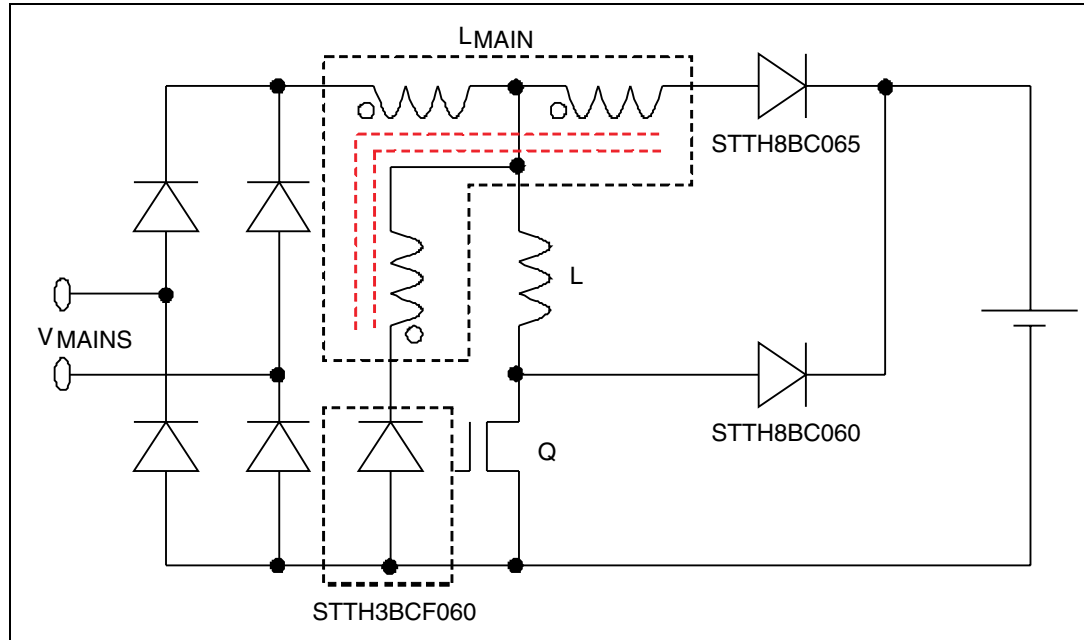 LMAIN
STTH8BC065
L
VMAINS
STTH8BC060
Q
STTH3BCF060